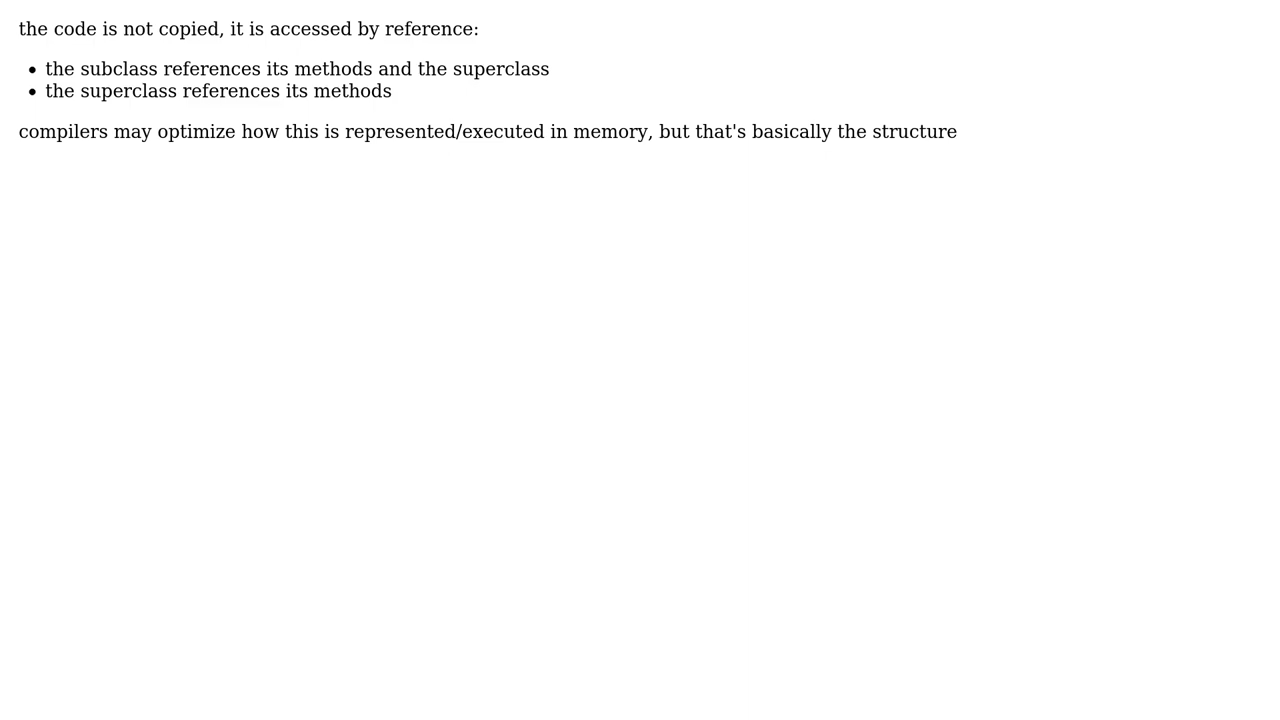 the code is not copied, it is accessed by reference:
• the subclass references its methods and the superclass
• the superclass references its methods
compilers may optimize how this is represented/executed in memory, but that's basically the structure